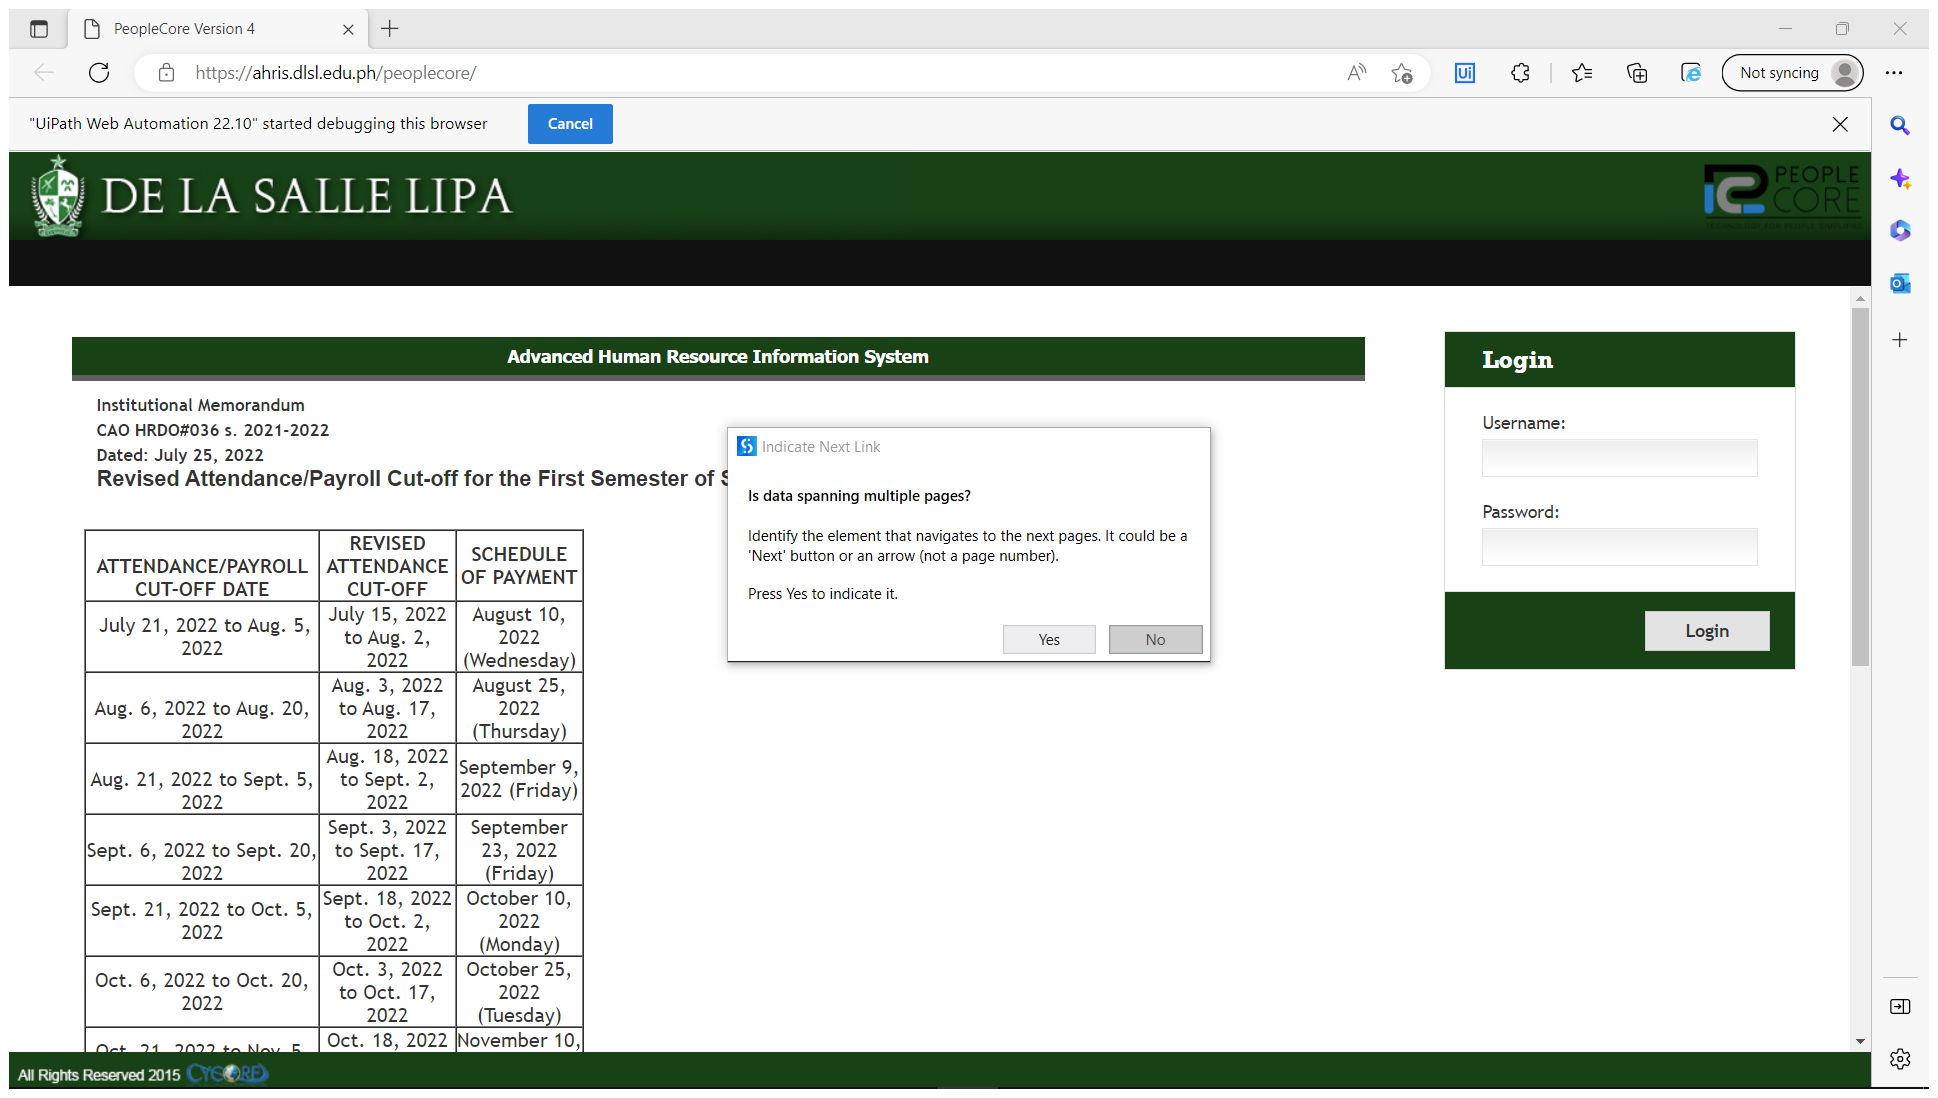 PeopleCore Version 4
https://ahris.dlsl.edu.ph/peoplecore/
Not syncing
"UiPath Web Automation 22.10" started debugging this browser
Cancel
DE LA SALLE LIPA
PEOPLE
CORE
Advanced Human Resource Information System
Login
Institutional Memorandum
CAO HRDO#036 s. 2021-2022
Dated: July 25, 2022
Revised Attendance/Payroll Cut-off for the First Semester of
Username:
Password:
Login
Indicate Next Link
Is data spanning multiple pages?
Identify the element that navigates to the next pages. It could be a
'Next' button or an arrow (not a page number).
Press Yes to indicate it.
Yes
No
ATTENDANCE/PAYROLL
CUT-OFF DATE
REVISED
ATTENDANCE
CUT-OFF
SCHEDULE
OF PAYMENT
July 21, 2022 to Aug. 5,
2022
July 15, 2022
to Aug. 2,
2022
August 10,
2022
(Wednesday)
Aug. 6, 2022 to Aug. 20,
2022
Aug. 3, 2022
to Aug. 17,
2022
August 25,
2022
(Thursday)
Aug. 21, 2022 to Sept. 5,
2022
Aug. 18, 2022
to Sept. 2,
2022
September 9,
2022 (Friday)
Sept. 6, 2022 to Sept. 20,
2022
Sept. 3, 2022
to Sept. 17,
2022
September
23, 2022
(Friday)
Sept. 21, 2022 to Oct. 5,
2022
Sept. 18, 2022
to Oct. 2,
2022
October 10,
2022
(Monday)
Oct. 6, 2022 to Oct. 20,
2022
Oct. 3, 2022
to Oct. 17,
2022
October 25,
2022
(Tuesday)
Oct. 21, 2022 to Nov. 5,
Oct. 18, 2022
November 10,
All Rights Reserved 2015 CYCORE